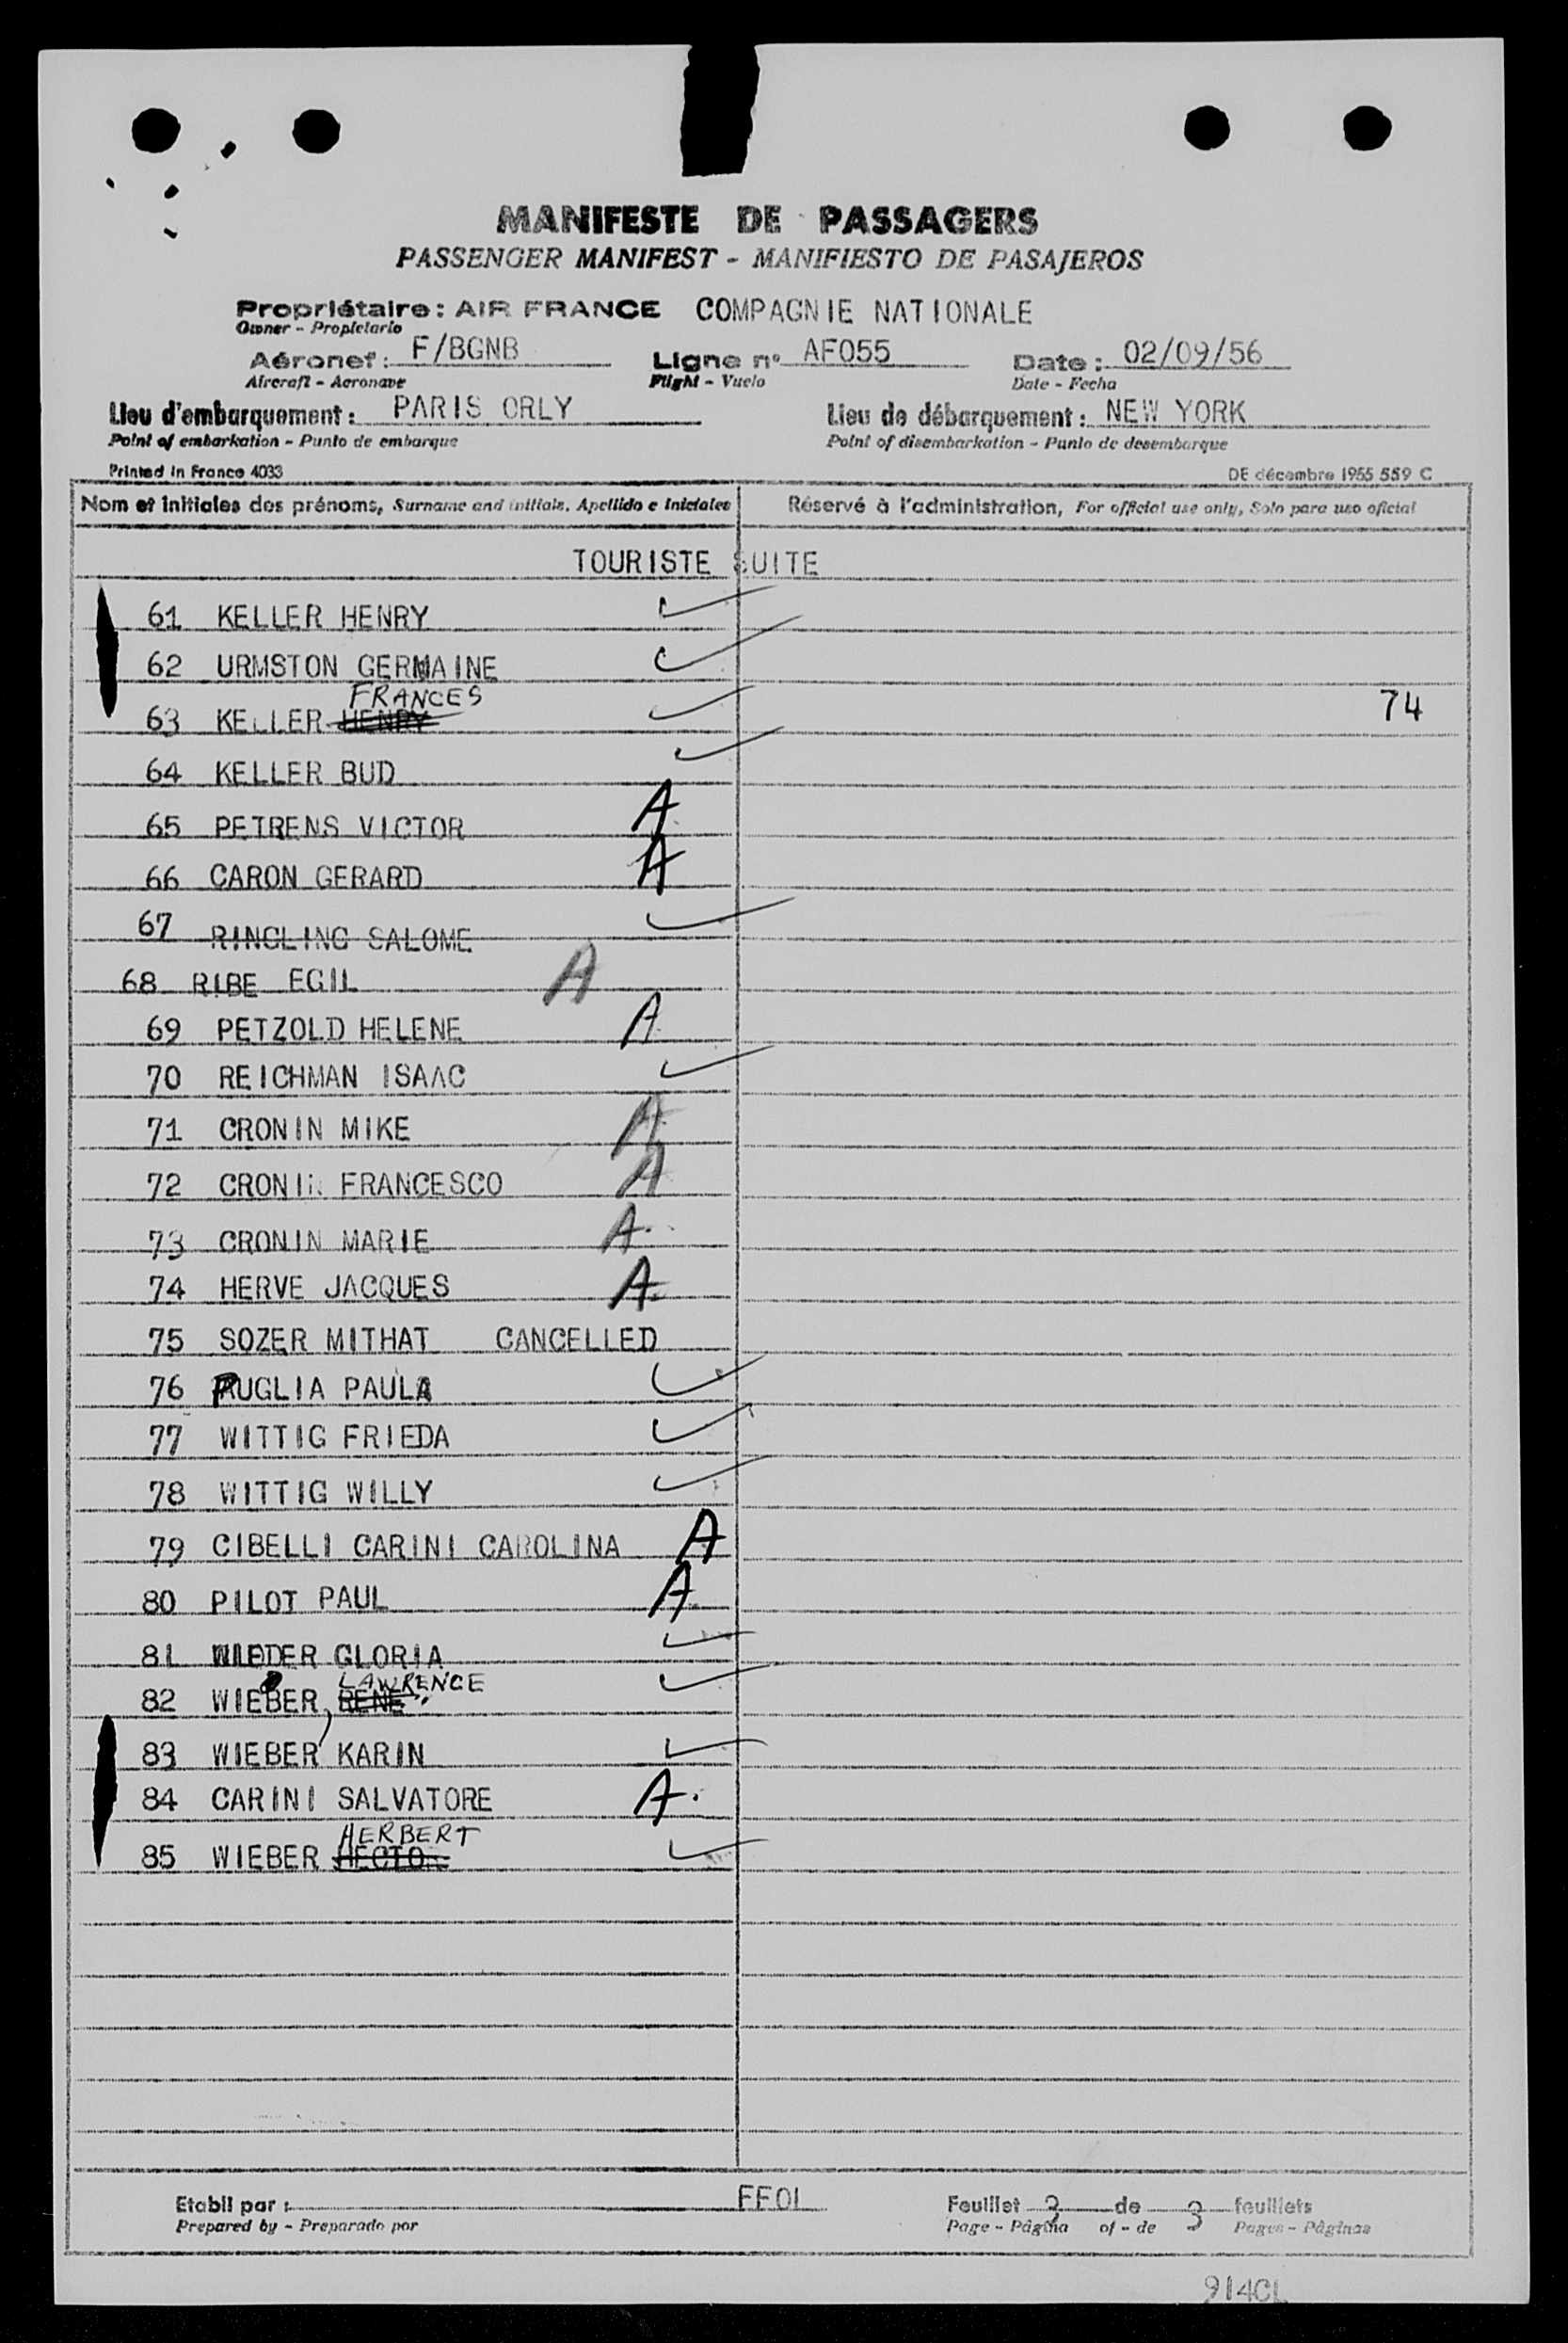 MANIFESTE DE PASSAGERS
PASSENGER MANIFEST - MANIFIESTO DE PASAJEROS
Propriétaire : AIR FRANCE COMPAGNIE NATIONALE
Owner - Propietario
Aéronef : F/BGNB Ligne n° AF055 Date : 02/09/56
Aircraft - Aeronave Flight - Vuelo Date - Fecha
Lieu d'embarquement : PARIS ORLY Lieu de débarquement : NEW YORK
Point of embarkation - Punto de embarque Point of disembarkation - Punto de desembarque
Printed in France 4033 DE décembre 1955 559 C
Nom et initiales des prénoms, Surname and initials, Apellido e iniciales Réservé à l'administration, For official use only, Solo para uso oficial
TOURISTE SUITE
61 KELLER HENRY
62 URMSTON GERMAINE
FRANCES
63 KELLER HENRY 74
64 KELLER BUD
65 PETRENS VICTOR A
66 CARON GERARD A
67 RINGLING SALOME
68 RIBE EGIL A
69 PETZOLD HELENE A
70 REICHMAN ISAAC
71 CRONIN MIKE A
72 CRONIN FRANCESCO A
73 CRONIN MARIE A.
74 HERVE JACQUES A.
75 SOZER MITHAT CANCELLED
76 PUGLIA PAULA
77 WITTIG FRIEDA
78 WITTIG WILLY
79 CIBELLI CARINI CAROLINA A
80 PILOT PAUL A.
81 GLORIA
LAWRENCE
82 WIEBER, RENE
83 WIEBER KARIN
84 CARINI SALVATORE A.
HERBERT
85 WIEBER HECTOR
Etabli par : FF01 Feuillet 3 de 3 feuillets
Prepared by - Preparado por Page - Página of - de Pages - Páginas
914CL